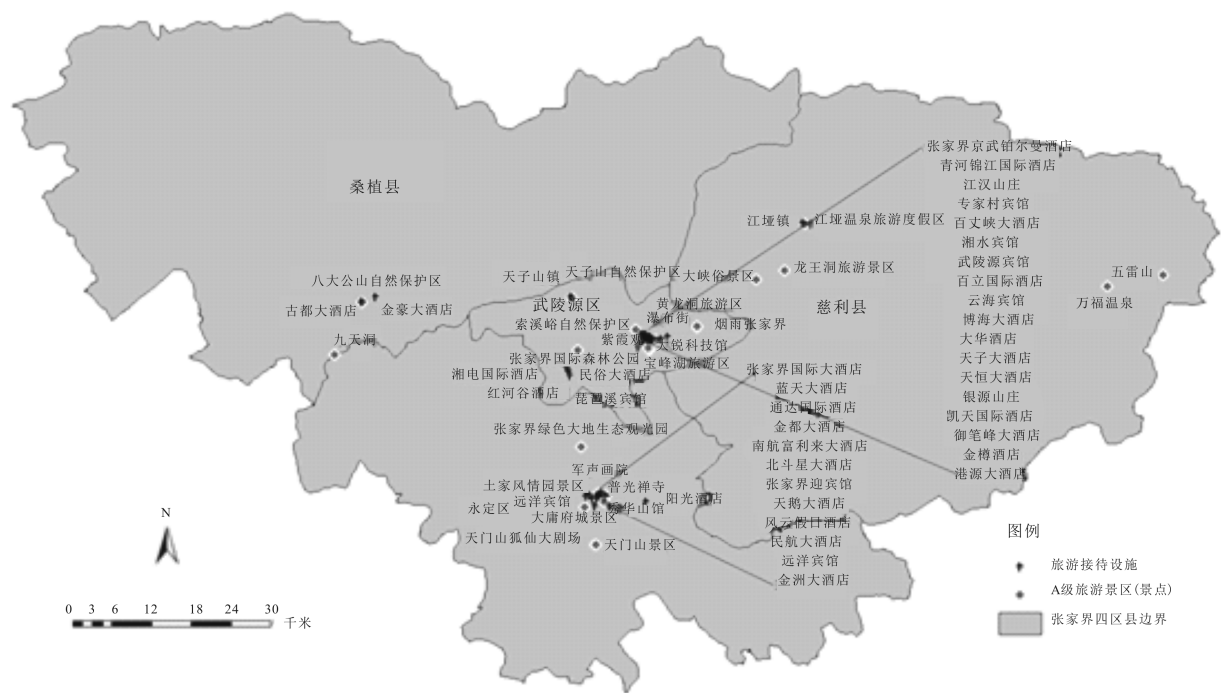 张家界京武铂尔曼酒店
青河锦江国际酒店
江汉山庄
专家村宾馆
百丈峡大酒店
湘水宾馆
武陵源宾馆
百立国际酒店
云海宾馆
博海大酒店
大华酒店
天子大酒店
天恒大酒店
银源山庄
凯天国际酒店
御笔峰大酒店
金樽酒店
港源大酒店
桑植县
江垭镇
江垭温泉旅游度假区
八大公山自然保护区
古都大酒店
金豪大酒店
九天洞
天子山镇
天子山自然保护区
大峡俗景区
龙王洞旅游景区
五雷山
万福温泉
武陵源区
黄龙洞旅游区
慈利县
索溪峪自然保护区
瀑布街
烟雨张家界
紫霞观
大锐科技馆
张家界国际森林公园
宝峰湖旅游区
湘电国际酒店
民俗大酒店
红河谷酒店
琵琶溪宾馆
张家界国际大酒店
蓝天大酒店
通达国际酒店
金都大酒店
南航富利来大酒店
北斗星大酒店
张家界迎宾馆
天鹅大酒店
风云假日酒店
民航大酒店
远洋宾馆
金洲大酒店
张家界绿色大地生态观光园
军声画院
土家风情园景区
普光禅寺
远洋宾馆
阳光酒店
永定区
大庸府城景区
天门山狐仙大剧场
天门山景区
N
0 3 6 12 18 24 30 千米
图例
旅游接待设施
A级旅游景区(景点)
张家界四区县边界